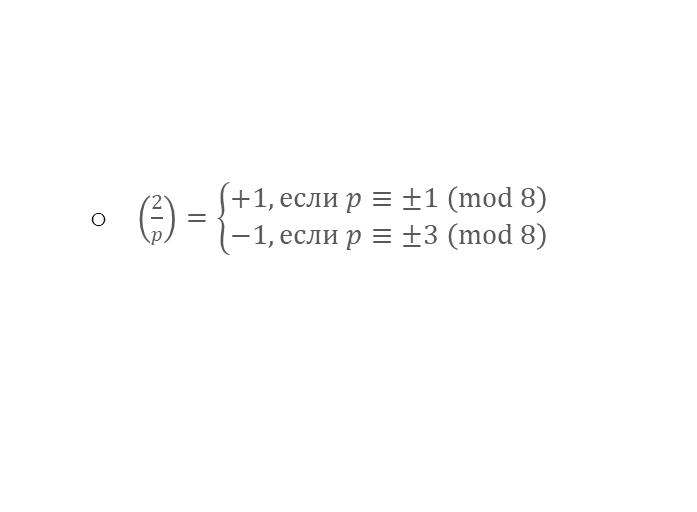 ○ (2/p) = {+1, если p ≡ ±1 (mod 8)
−1, если p ≡ ±3 (mod 8)